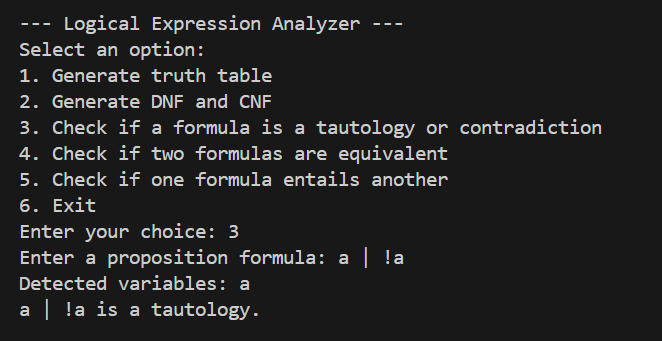 --- Logical Expression Analyzer ---
Select an option:
1. Generate truth table
2. Generate DNF and CNF
3. Check if a formula is a tautology or contradiction
4. Check if two formulas are equivalent
5. Check if one formula entails another
6. Exit
Enter your choice: 3
Enter a proposition formula: a | !a
Detected variables: a
a | !a is a tautology.